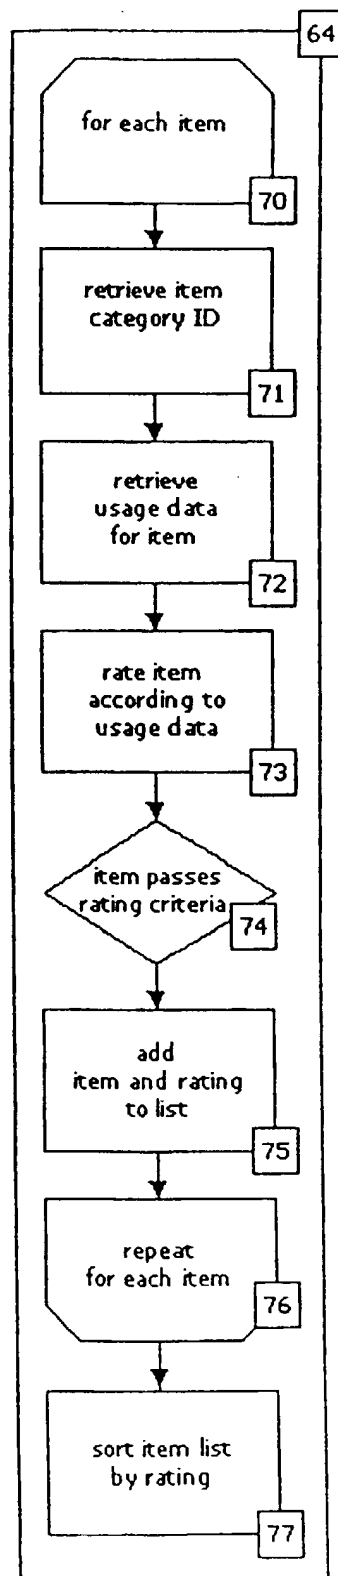 64
for each item
70
retrieve item
category ID
71
retrieve
usage data
for item
72
rate item
according to
usage data
73
item passes
rating criteria
74
add
item and rating
to list
75
repeat
for each item
76
sort item list
by rating
77